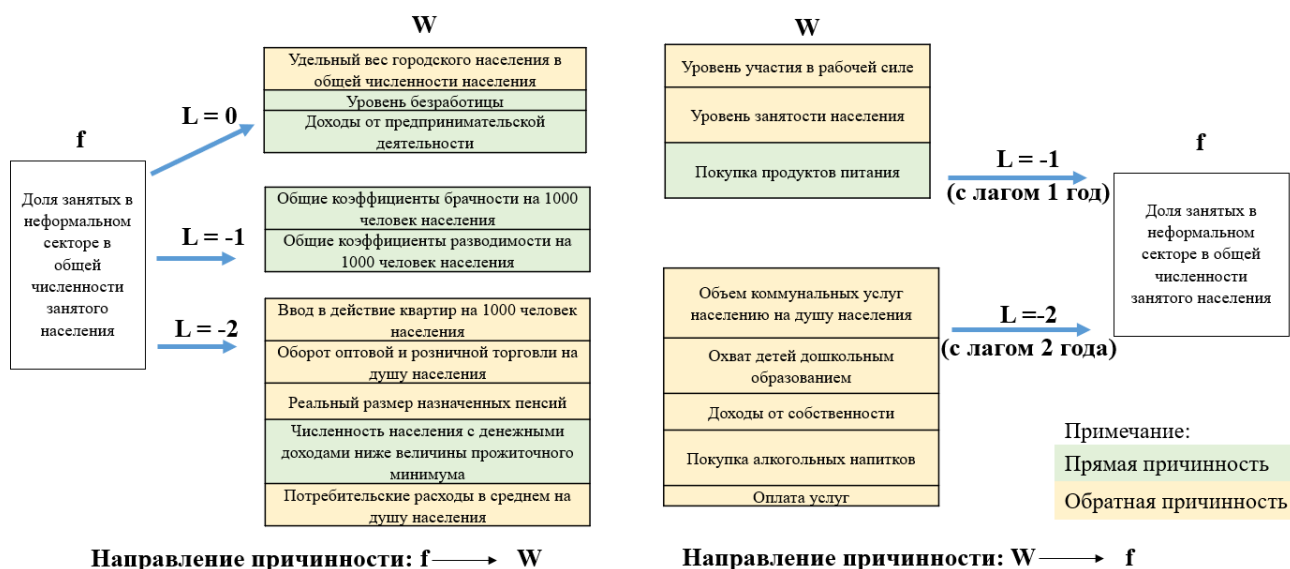 W
Удельный вес городского населения в
общей численности населения
Уровень безработицы
Доходы от предпринимательской
деятельности
L = 0
f
Доля занятых в
неформальном
секторе в
общей
численности
занятого
населения
L = -1
Общие коэффициенты брачности на 1000
человек населения
Общие коэффициенты разводимости на
1000 человек населения
L = -2
Ввод в действие квартир на 1000 человек
населения
Оборот оптовой и розничной торговли на
душу населения
Реальный размер назначенных пенсий
Численность населения с денежными
доходами ниже величины прожиточного
минимума
Потребительские расходы в среднем на
душу населения
Направление причинности: f → W
W
Уровень участия в рабочей силе
Уровень занятости населения
Покупка продуктов питания
L = -1
(с лагом 1 год)
f
Доля занятых в
неформальном
секторе в общей
численности
занятого населения
Объем коммунальных услуг
населению на душу населения
Охват детей дошкольным
образованием
Доходы от собственности
Покупка алкогольных напитков
Оплата услуг
L =-2
(с лагом 2 года)
Примечание:
Прямая причинность
Обратная причинность
Направление причинности: W → f